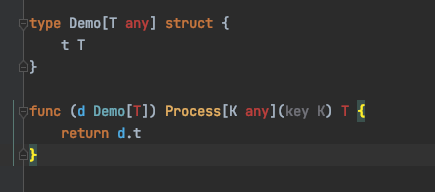 type Demo[T any] struct {
    t T
}
func (d Demo[T]) Process[K any](key K) T {
    return d.t
}